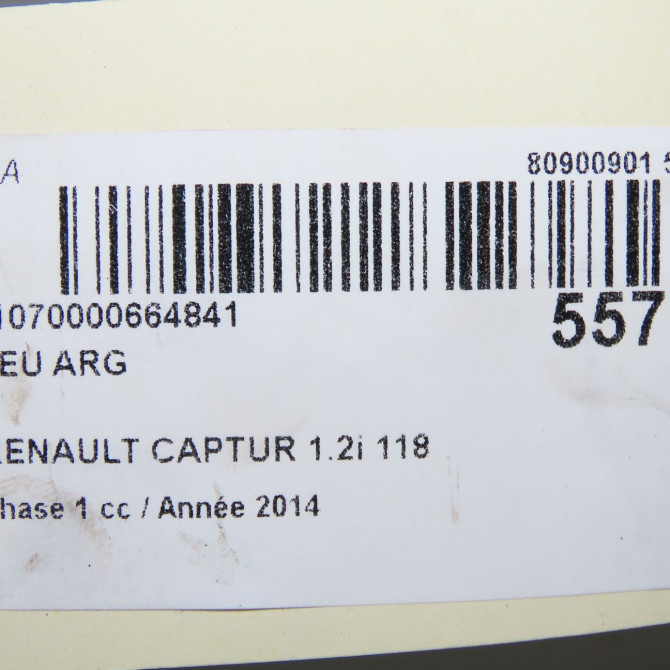 A 80900901 5
1070000664841 557
EU ARG
RENAULT CAPTUR 1.2i 118
hase 1 cc / Année 2014